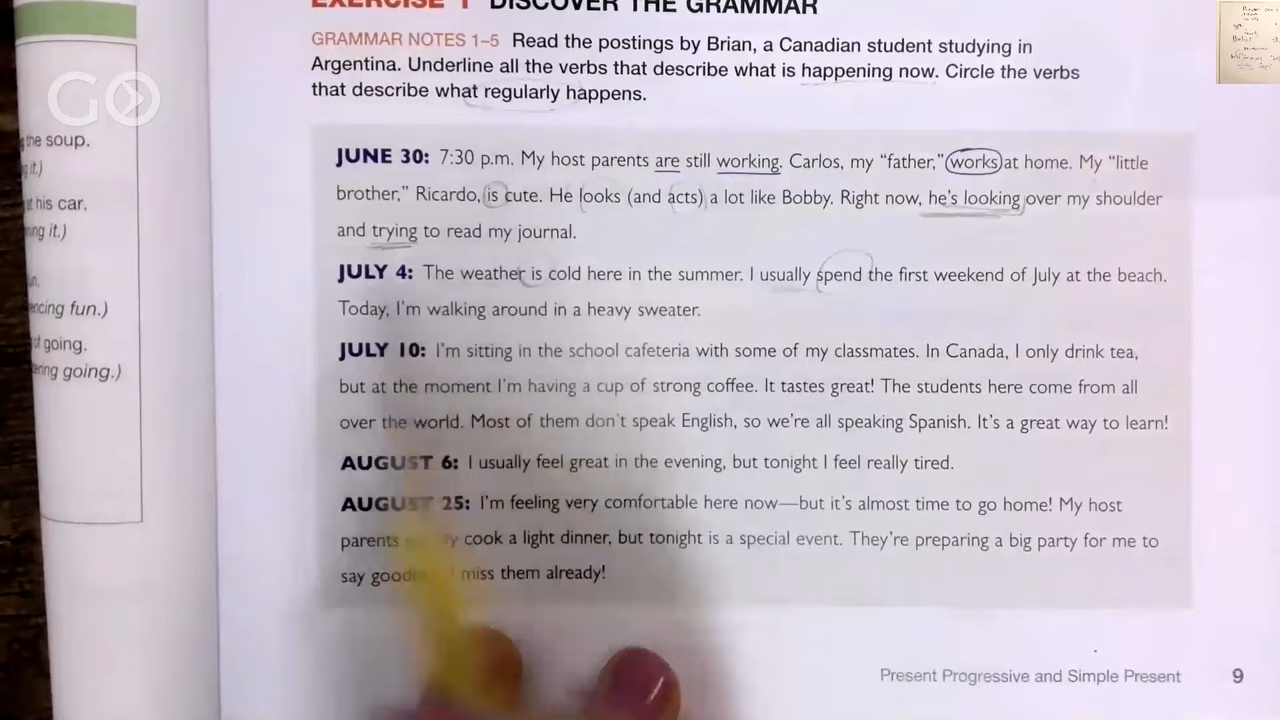 EXERCISE 1 DISCOVER THE GRAMMAR
GRAMMAR NOTES 1–5 Read the postings by Brian, a Canadian student studying in
Argentina. Underline all the verbs that describe what is happening now. Circle the verbs
that describe what regularly happens.
JUNE 30: 7:30 p.m. My host parents are still working. Carlos, my “father,” works at home. My “little
brother,” Ricardo, is cute. He looks (and acts) a lot like Bobby. Right now, he's looking over my shoulder
and trying to read my journal.
JULY 4: The weather is cold here in the summer. I usually spend the first weekend of July at the beach.
Today, I'm walking around in a heavy sweater.
JULY 10: I'm sitting in the school cafeteria with some of my classmates. In Canada, I only drink tea,
but at the moment I'm having a cup of strong coffee. It tastes great! The students here come from all
over the world. Most of them don't speak English, so we're all speaking Spanish. It's a great way to learn!
AUGUST 6: I usually feel great in the evening, but tonight I feel really tired.
AUGUST 25: I'm feeling very comfortable here now—but it's almost time to go home! My host
parents cook a light dinner, but tonight is a special event. They're preparing a big party for me to
say miss them already!
Present Progressive and Simple Present 9
GO
the soup.
his car.
fun.)
going.
going.)